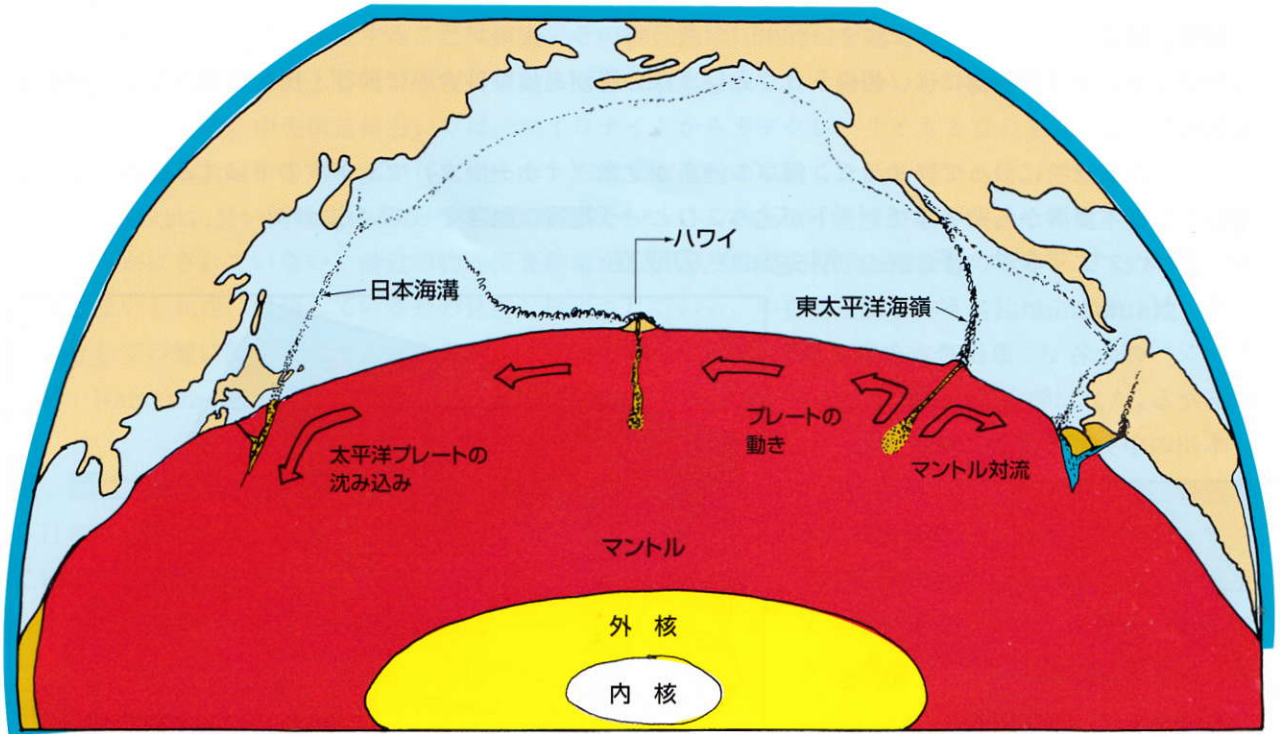 ハワイ
日本海溝
東太平洋海嶺
プレートの
動き
太平洋プレートの
沈み込み
マントル対流
マントル
外 核
内 核